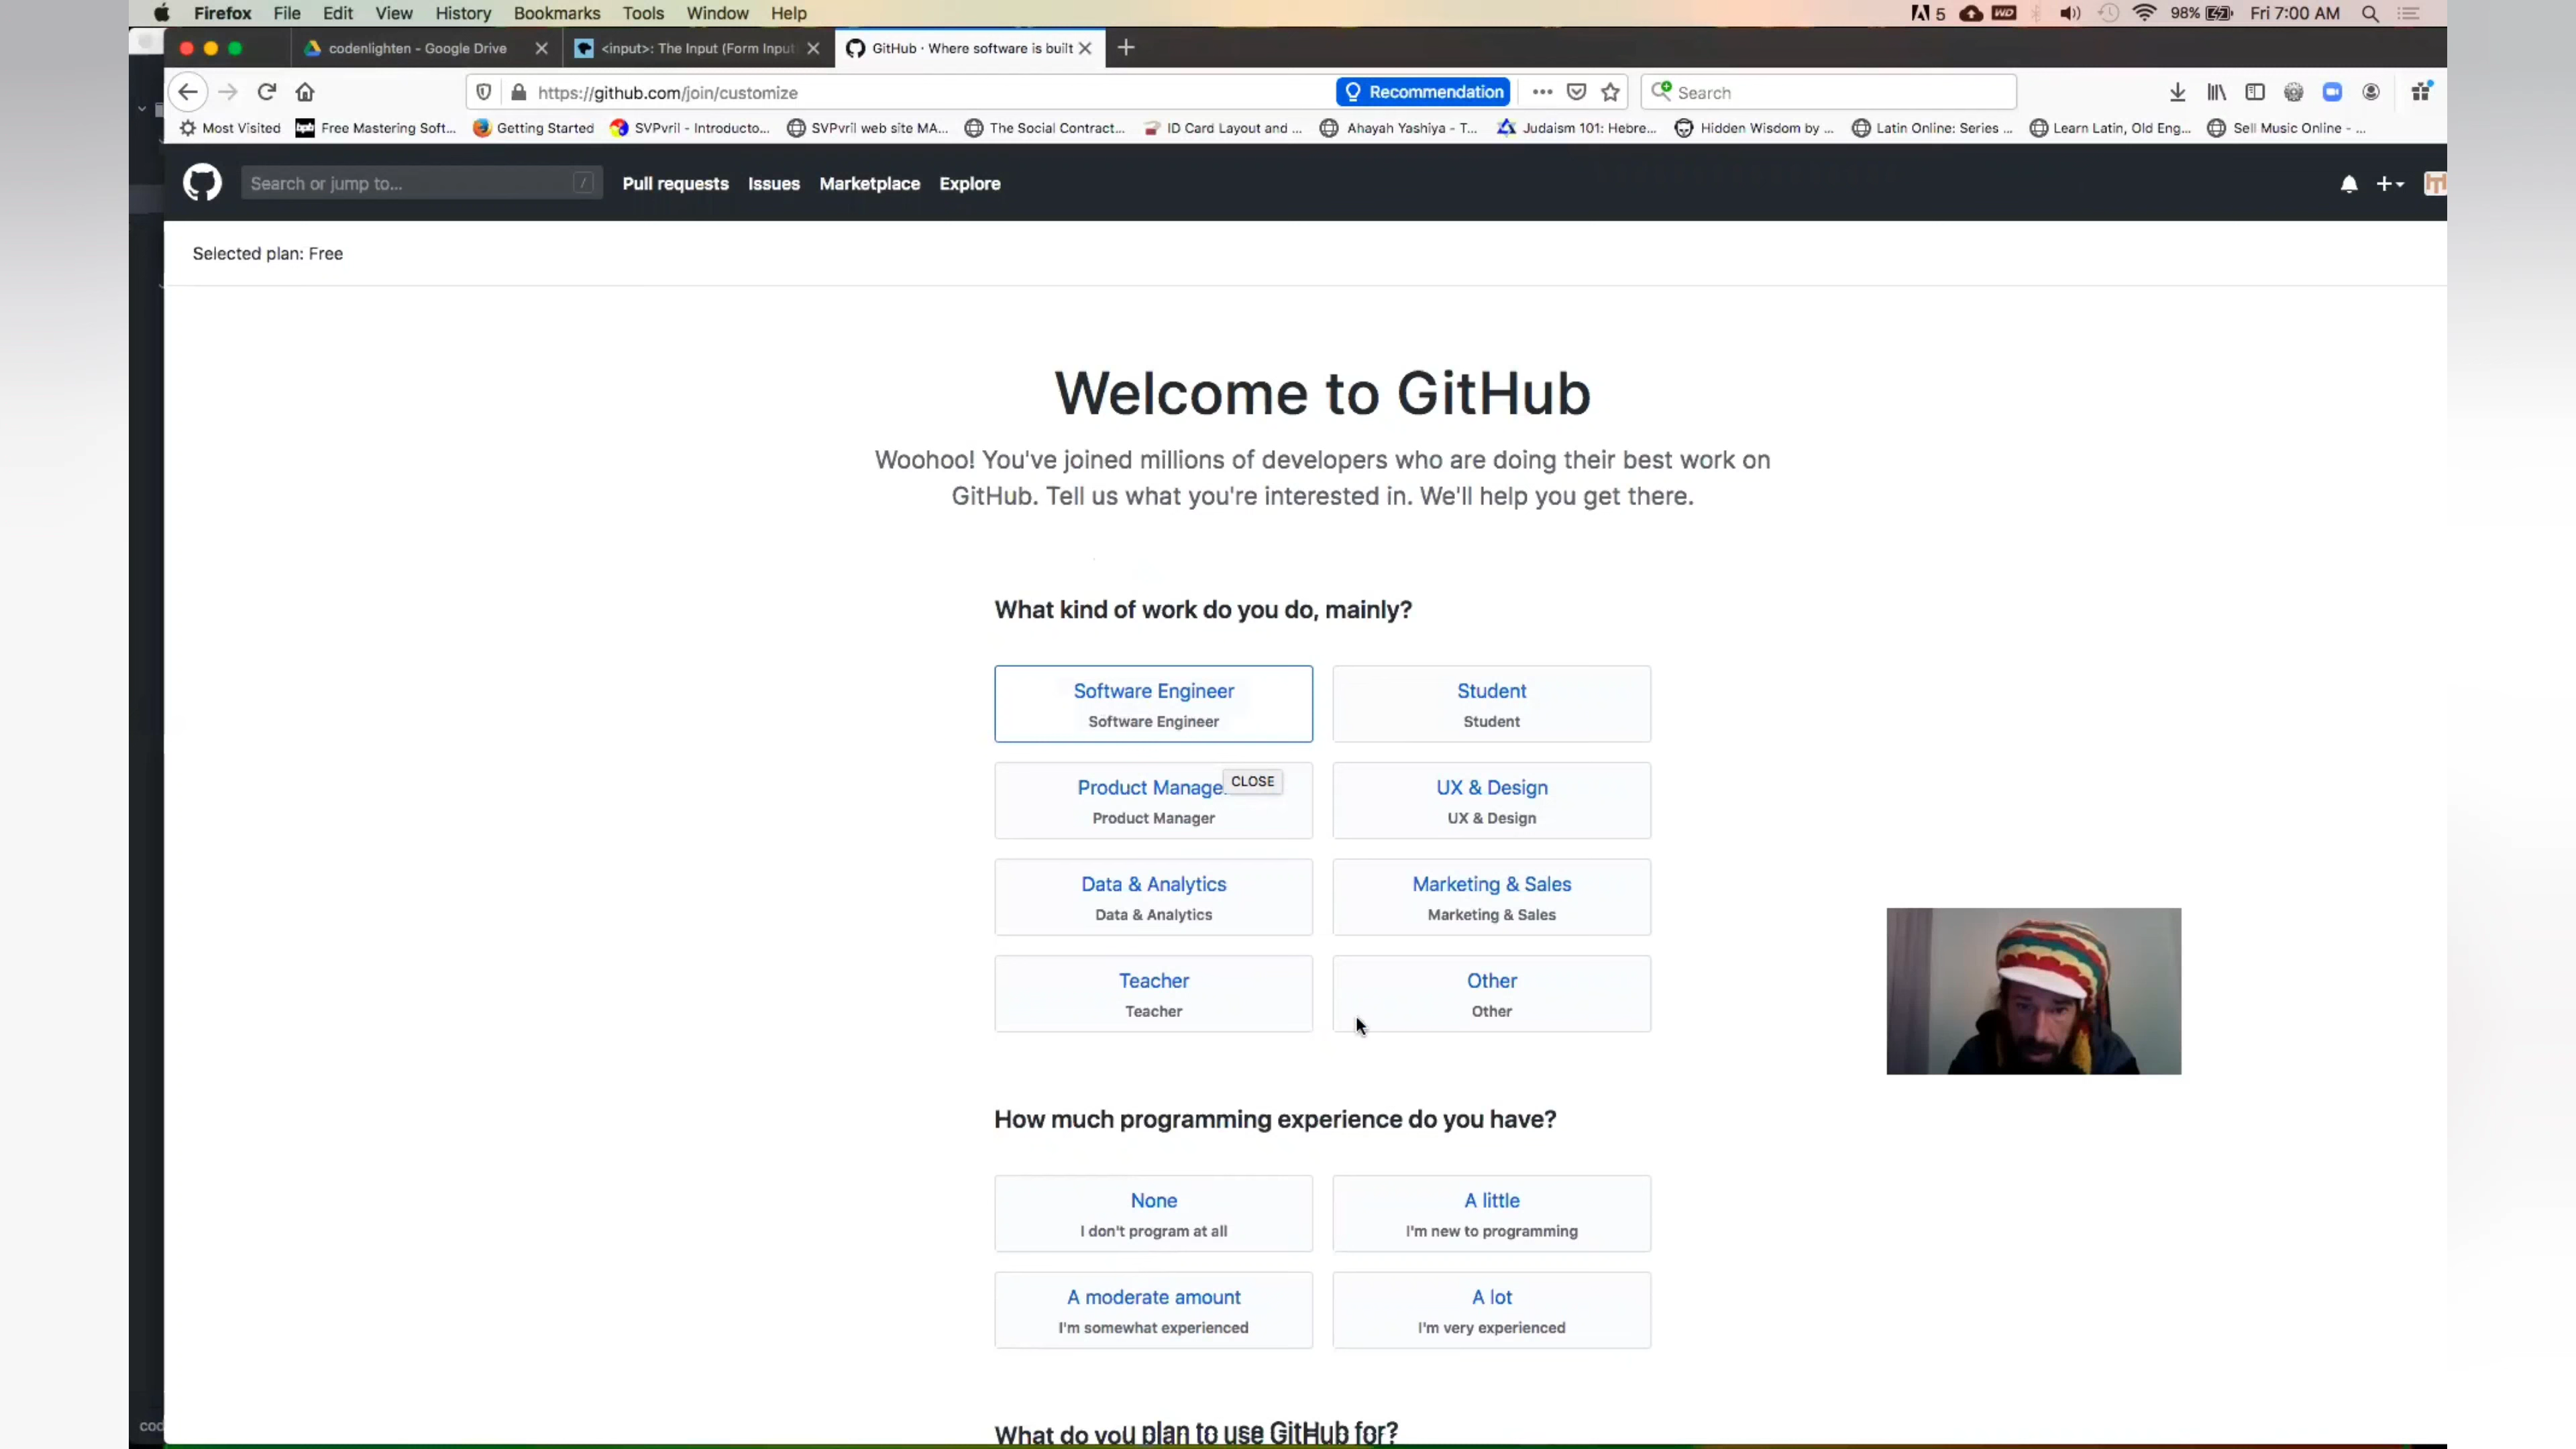 Firefox File Edit View History Bookmarks Tools Window Help 5 WD 98% Fri 7:00 AM
codenlighten - Google Drive <input>: The Input (Form Input GitHub · Where software is built
https://github.com/join/customize Recommendation Search
Most Visited Free Mastering Soft... Getting Started SVPvril - Introducto... SVPvril web site MA... The Social Contract... ID Card Layout and ... Ahayah Yashiya - T... Judaism 101: Hebre... Hidden Wisdom by ... Latin Online: Series ... Learn Latin, Old Eng... Sell Music Online - ...
Search or jump to... / Pull requests Issues Marketplace Explore
Selected plan: Free
Welcome to GitHub
Woohoo! You've joined millions of developers who are doing their best work on
GitHub. Tell us what you're interested in. We'll help you get there.
What kind of work do you do, mainly?
Software Engineer Student
Software Engineer Student
Product Manage CLOSE UX & Design
Product Manager UX & Design
Data & Analytics Marketing & Sales
Data & Analytics Marketing & Sales
Teacher Other
Teacher Other
How much programming experience do you have?
None A little
I don't program at all I'm new to programming
A moderate amount A lot
I'm somewhat experienced I'm very experienced
cod
What do you plan to use GitHub for?